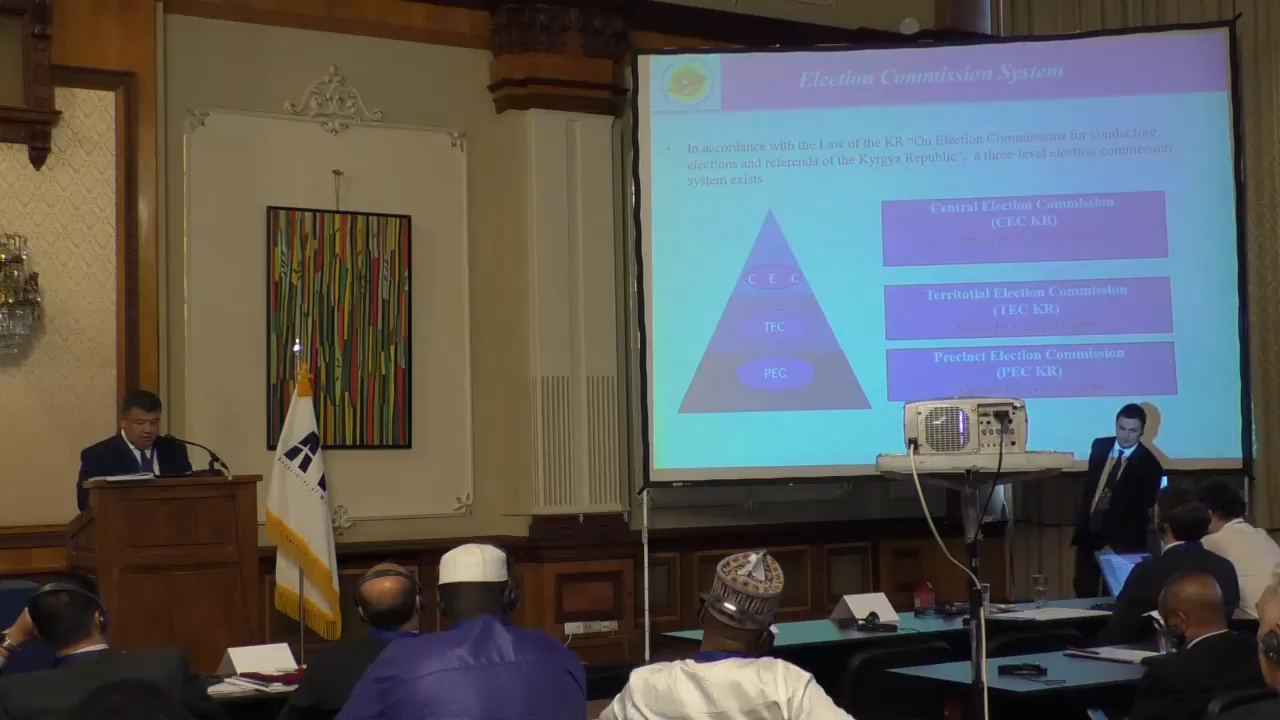 Election Commission System
In accordance with the Law of the KR "On Election Commissions for conducting
elections and referenda of the Kyrgyz Republic", a three-level election commission
system exists
C E C
TEC
PEC
Central Election Commission
(CEC KR)
Territotial Election Commission
(TEC KR)
Precinct Election Commission
(PEC KR)